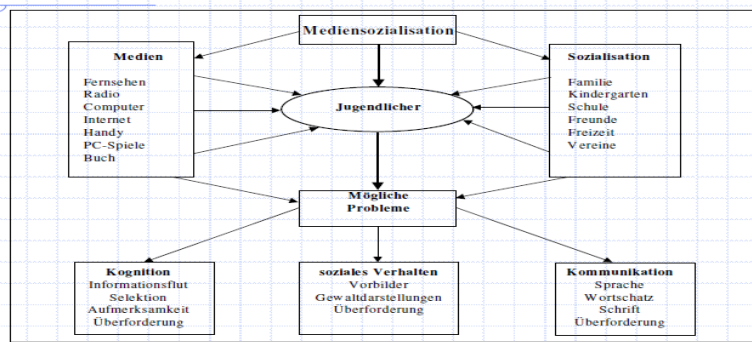 Mediensozialisation
Medien
Fernsehen
Radio
Computer
Internet
Handy
PC-Spiele
Buch
Jugendlicher
Sozialisation
Familie
Kindergarten
Schule
Freunde
Freizeit
Vereine
Mögliche
Probleme
Kognition
Informationsflut
Selektion
Aufmerksamkeit
Überforderung
soziales Verhalten
Vorbilder
Gewaltdarstellungen
Überforderung
Kommunikation
Sprache
Wortschatz
Schrift
Überforderung